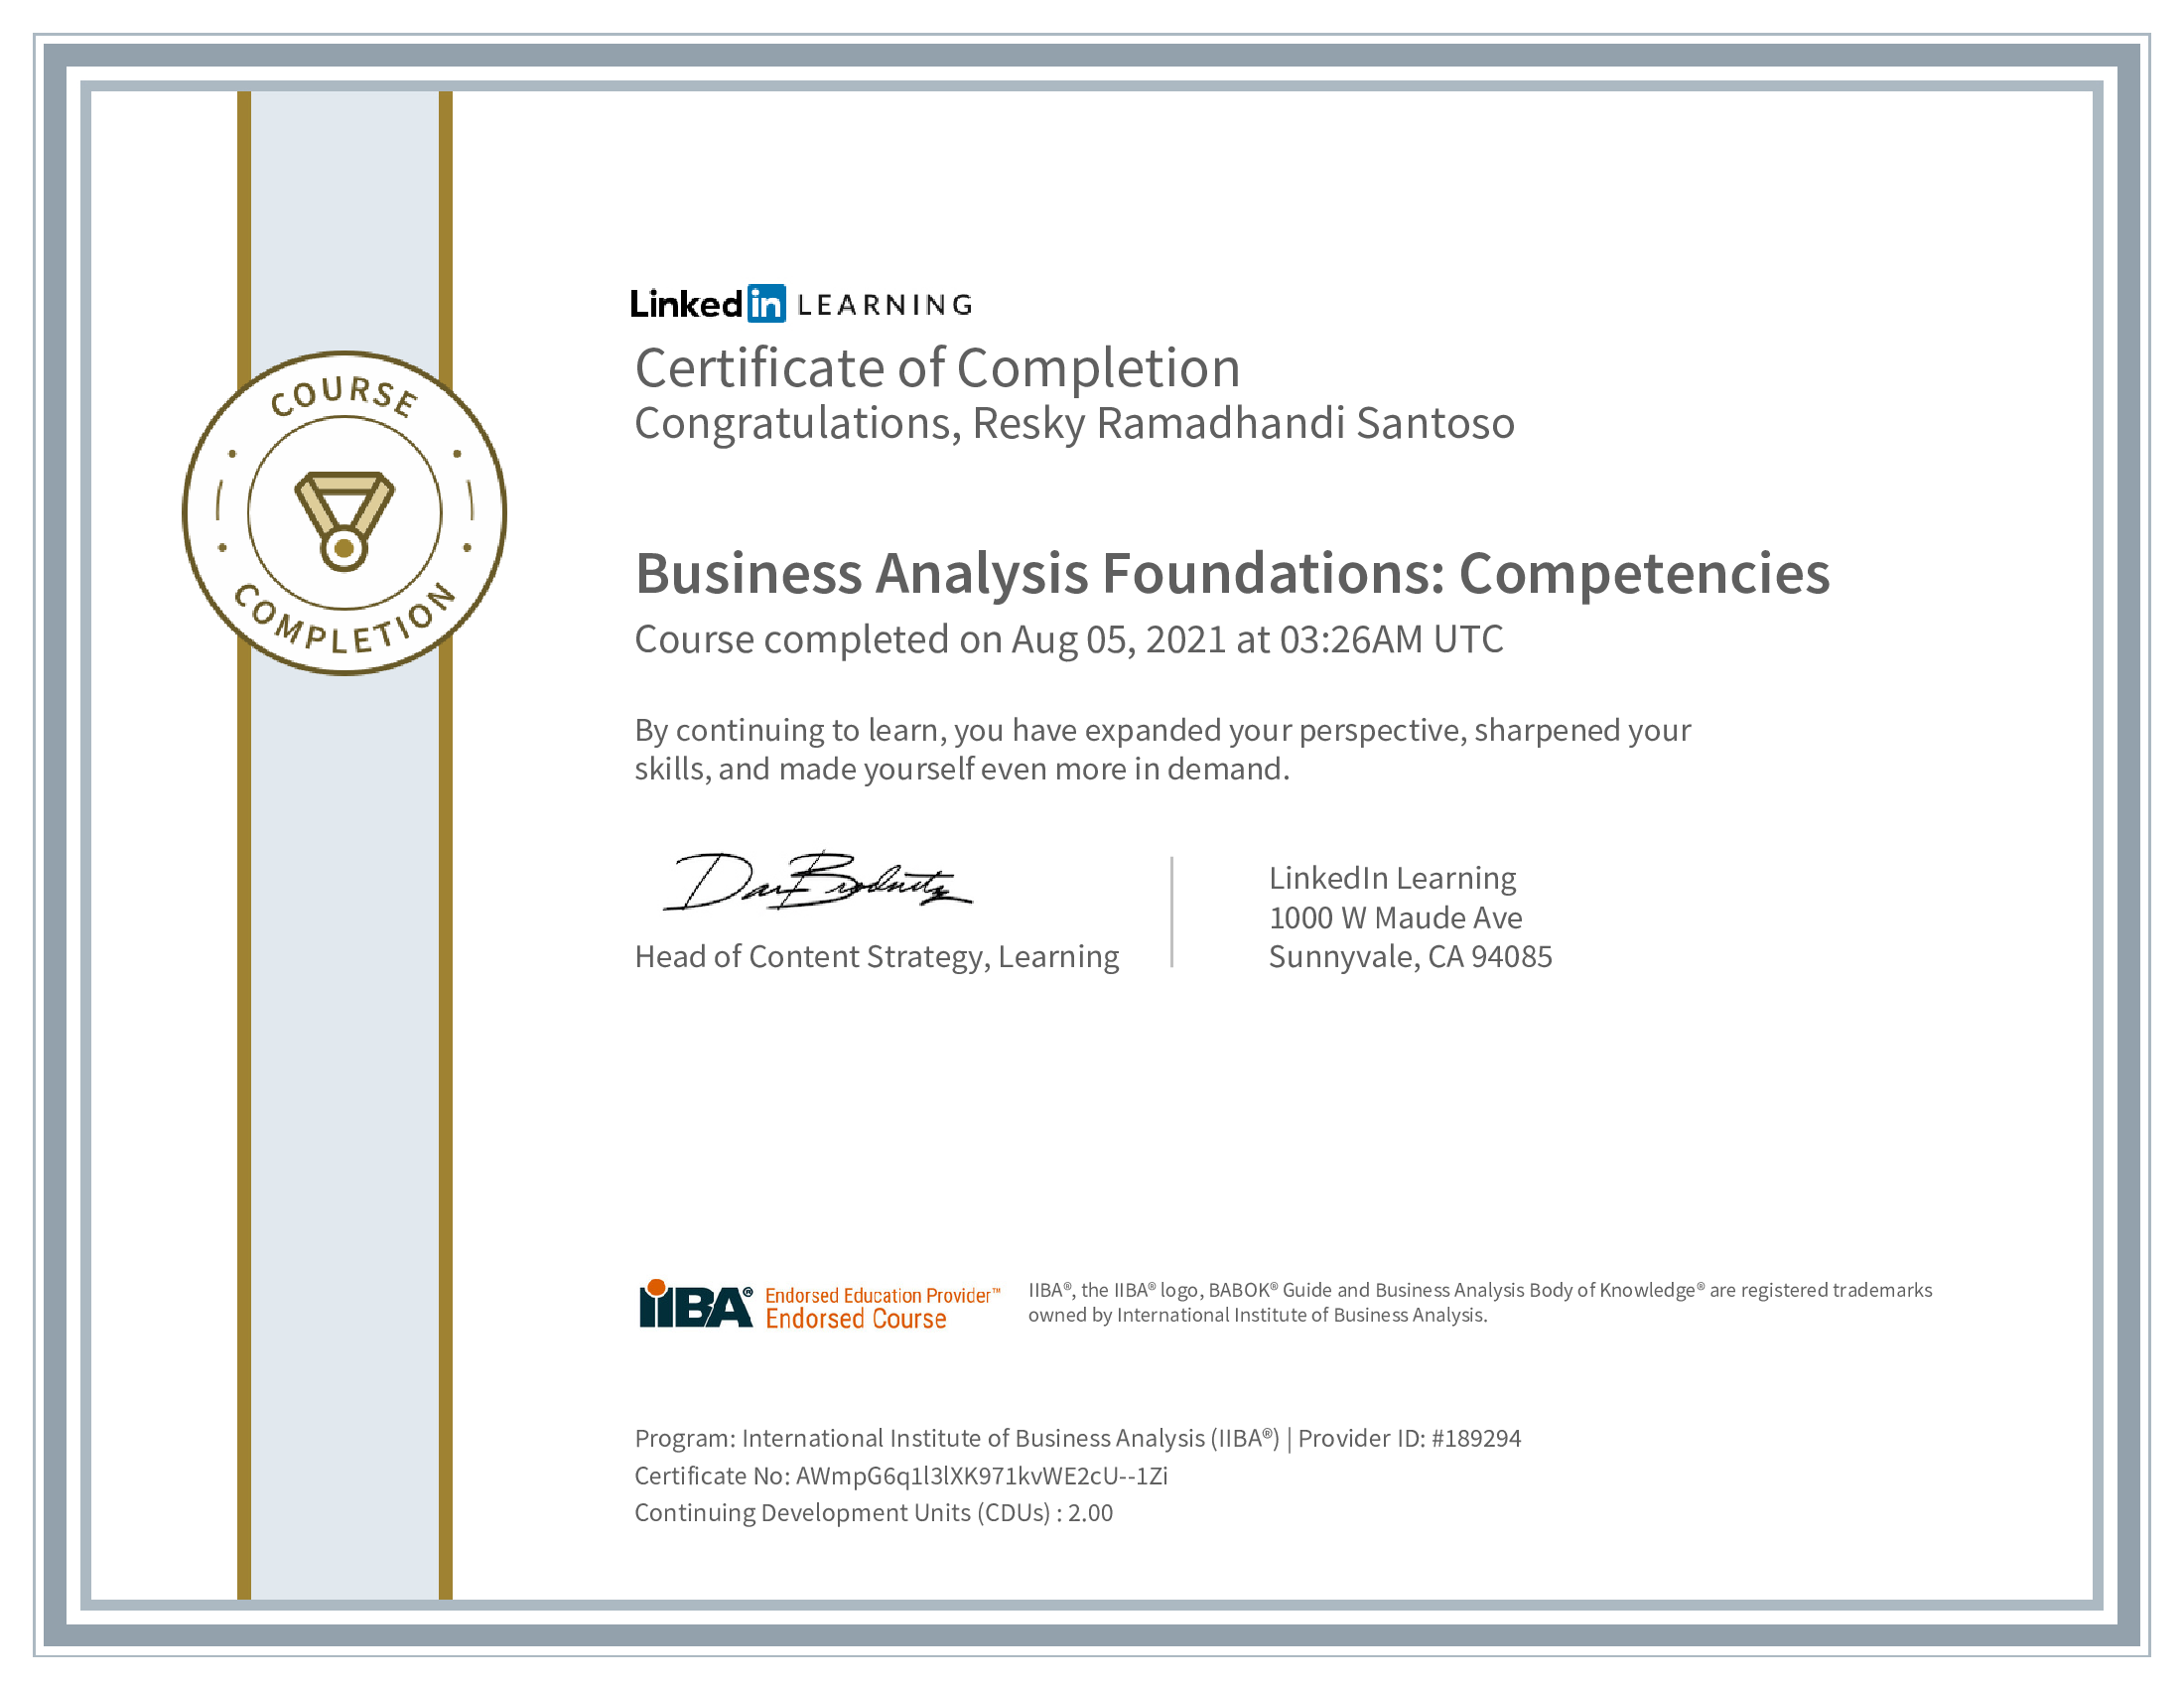 COURSE
COMPLETION
Linked in LEARNING
Certificate of Completion
Congratulations, Resky Ramadhandi Santoso
Business Analysis Foundations: Competencies
Course completed on Aug 05, 2021 at 03:26AM UTC
By continuing to learn, you have expanded your perspective, sharpened your
skills, and made yourself even more in demand.
Head of Content Strategy, Learning
LinkedIn Learning
1000 W Maude Ave
Sunnyvale, CA 94085
IIBA® Endorsed Education Provider™
Endorsed Course
IIBA®, the IIBA® logo, BABOK® Guide and Business Analysis Body of Knowledge® are registered trademarks
owned by International Institute of Business Analysis.
Program: International Institute of Business Analysis (IIBA®) | Provider ID: #189294
Certificate No: AWmpG6q1l3lXK971kvWE2cU--1Zi
Continuing Development Units (CDUs) : 2.00